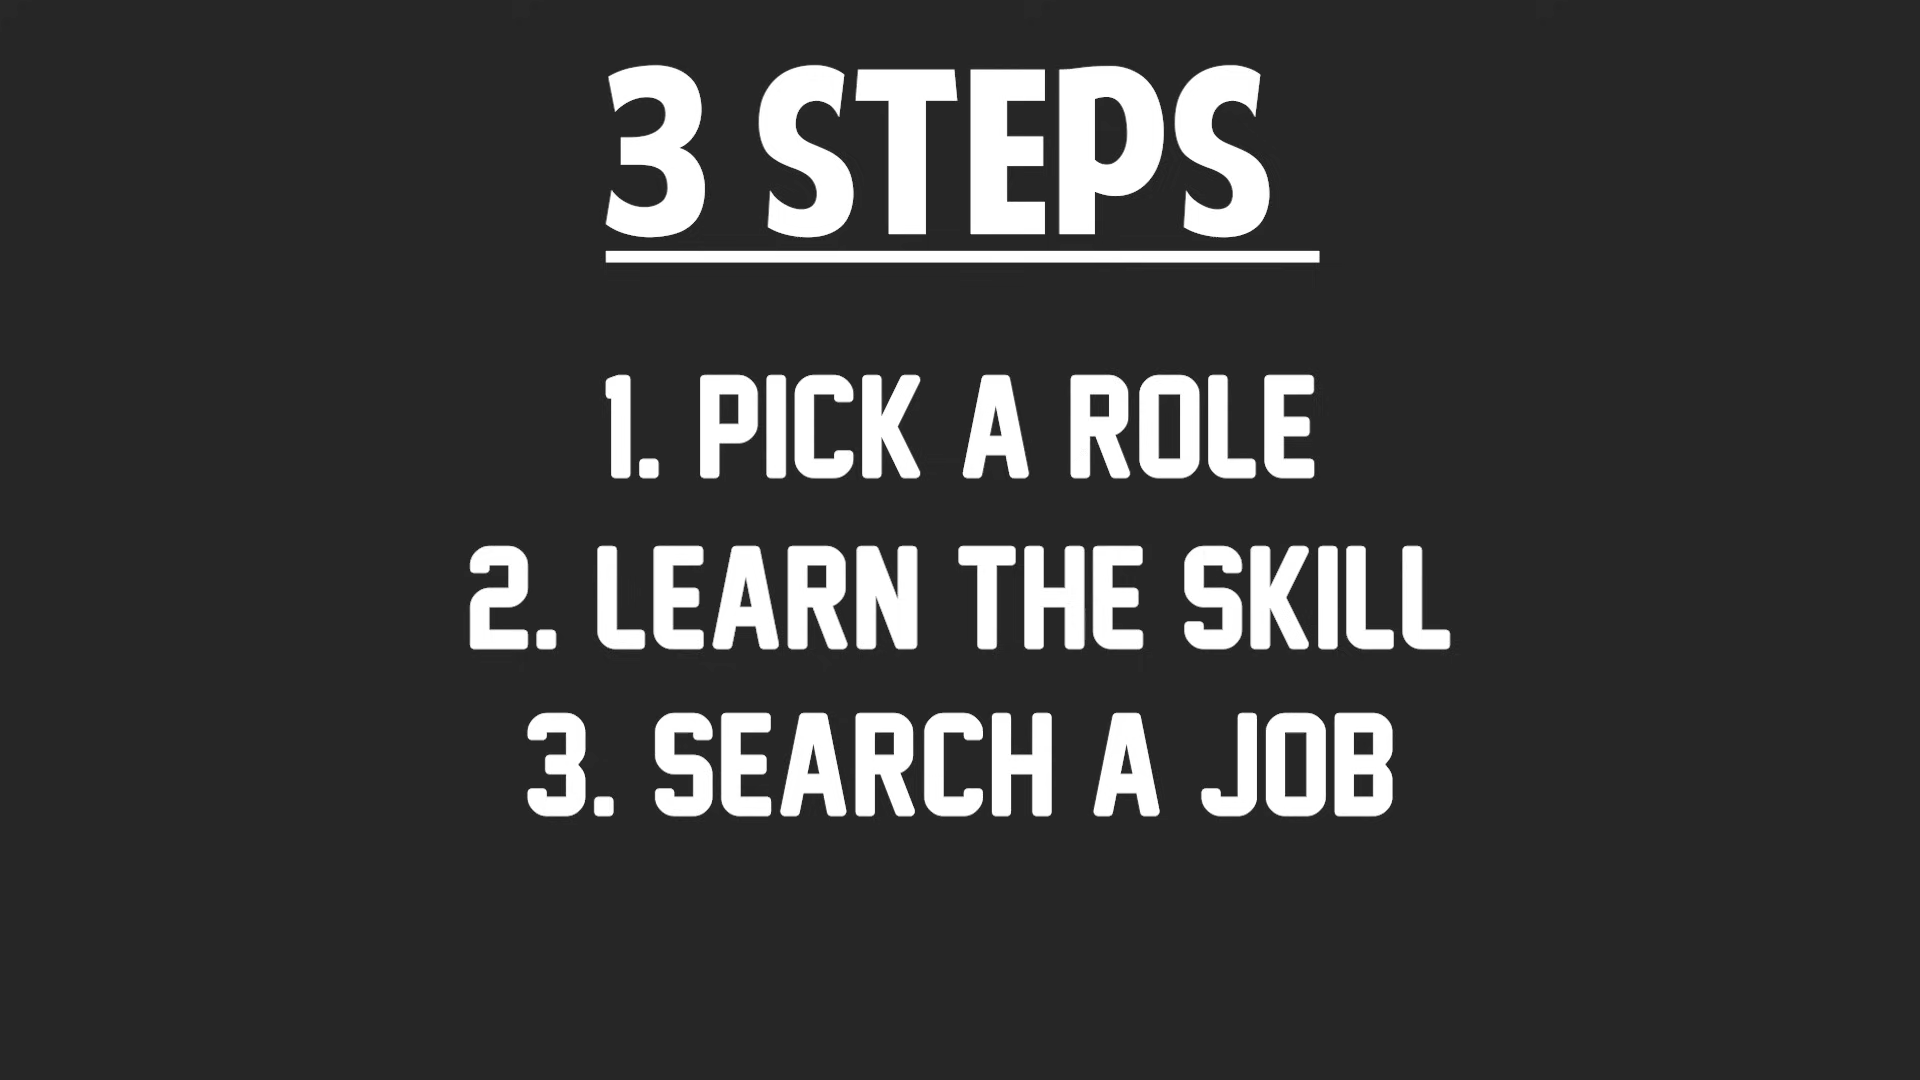 3 STEPS
1. PICK A ROLE
2. LEARN THE SKILL
3. SEARCH A JOB